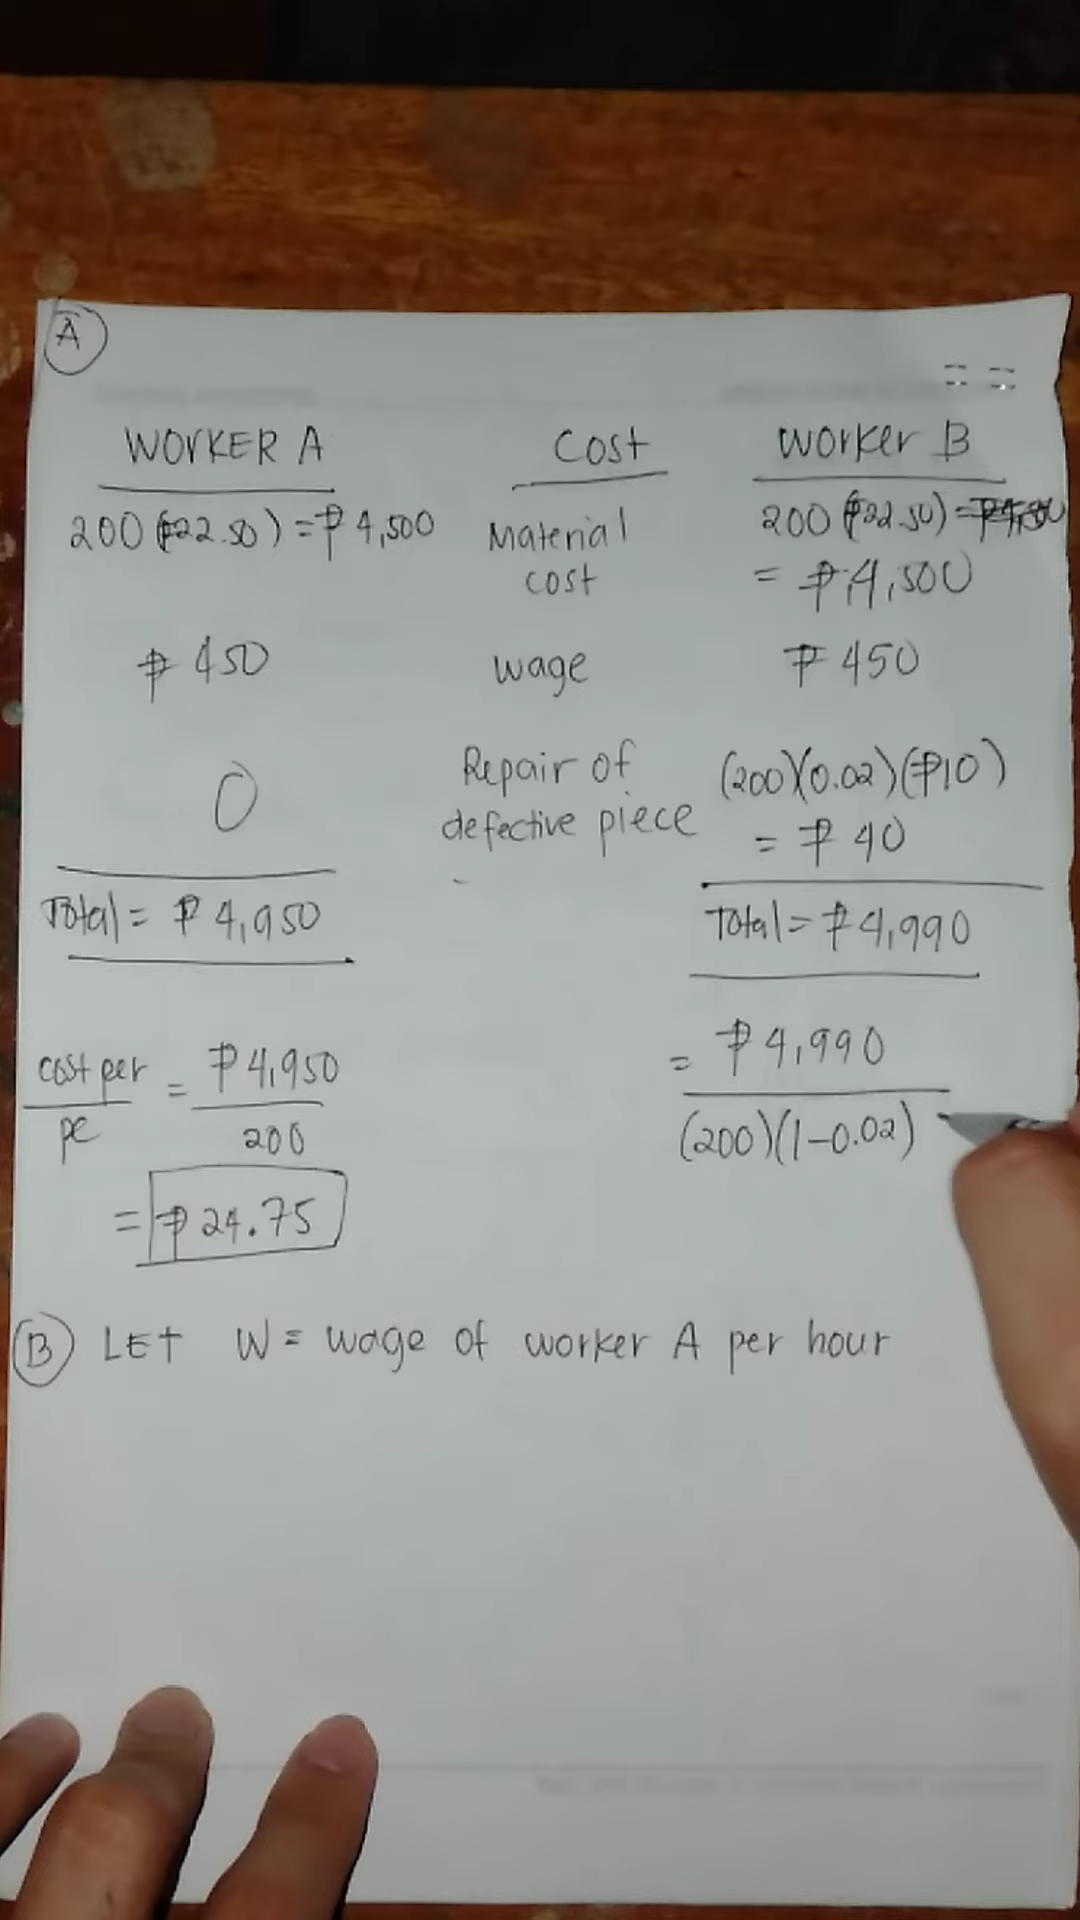 A
WORKER A
Cost
Worker B
200 (₱22.50) = ₱4,500
Material
cost
200 (₱22.50) =
= ₱4,500
₱ 450
wage
₱ 450
0
Repair of
defective piece
(200)(0.02)(₱10)
= ₱ 40
Total = ₱ 4,950
Total = ₱4,990
cost per
pc
= ₱4,950
200
= ₱4,990
(200)(1-0.02)
= ₱24.75
B LET W = wage of worker A per hour